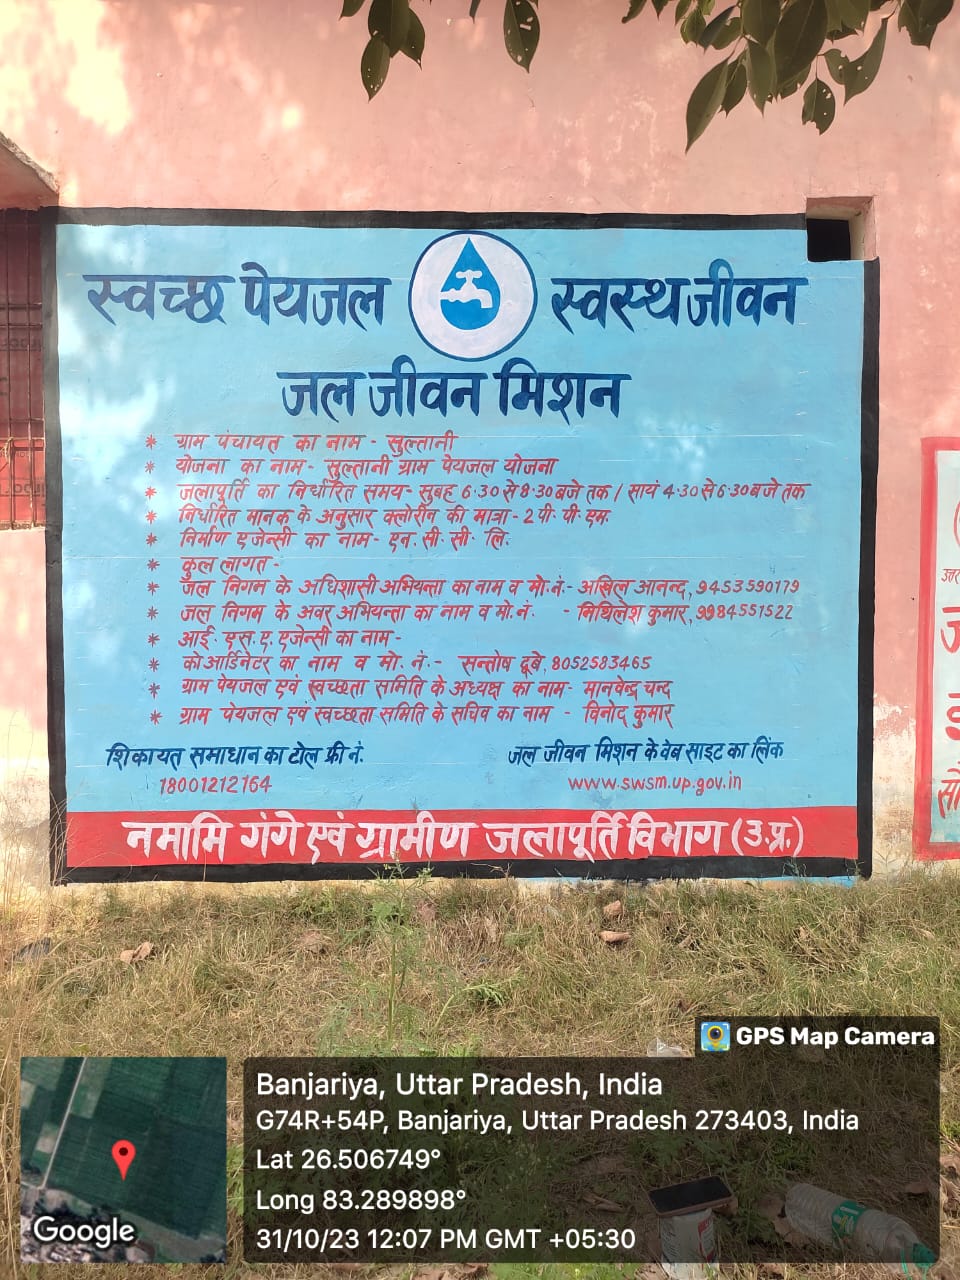 स्वच्छ पेयजल स्वस्थ जीवन
जल जीवन मिशन
* ग्राम पंचायत का नाम - सुल्तानी
* योजना का नाम - सुल्तानी ग्राम पेयजल योजना
* जलापूर्ति का निर्धारित समय - सुबह 6.30 से 8.30 बजे तक / सायं 4.30 से 6.30 बजे तक
* निर्धारित मानक के अनुसार क्लोरीन की मात्रा - 2 पी. पी. एम.
* निर्माण एजेन्सी का नाम - एन. सी. सी. लि.
* कुल लागत -
* जल निगम के अधिशासी अभियन्ता का नाम व मो. नं. - अखिल आनन्द, 9453590179
* जल निगम के अवर अभियन्ता का नाम व मो. नं. - मिथिलेश कुमार, 9984551522
* आई. एस. ए. एजेन्सी का नाम -
* कोआर्डिनेटर का नाम व मो. नं. - सन्तोष दूबे, 8052583465
* ग्राम पेयजल एवं स्वच्छता समिति के अध्यक्ष का नाम - मानवेन्द्र चन्द
* ग्राम पेयजल एवं स्वच्छता समिति के सचिव का नाम - विनोद कुमार
शिकायत समाधान का टोल फ्री नं. जल जीवन मिशन के वेब साइट का लिंक
18001212164 www.swsm.up.gov.in
नमामि गंगे एवं ग्रामीण जलापूर्ति विभाग (उ.प्र.)
GPS Map Camera
Banjariya, Uttar Pradesh, India
G74R+54P, Banjariya, Uttar Pradesh 273403, India
Lat 26.506749°
Long 83.289898°
31/10/23 12:07 PM GMT +05:30
Google